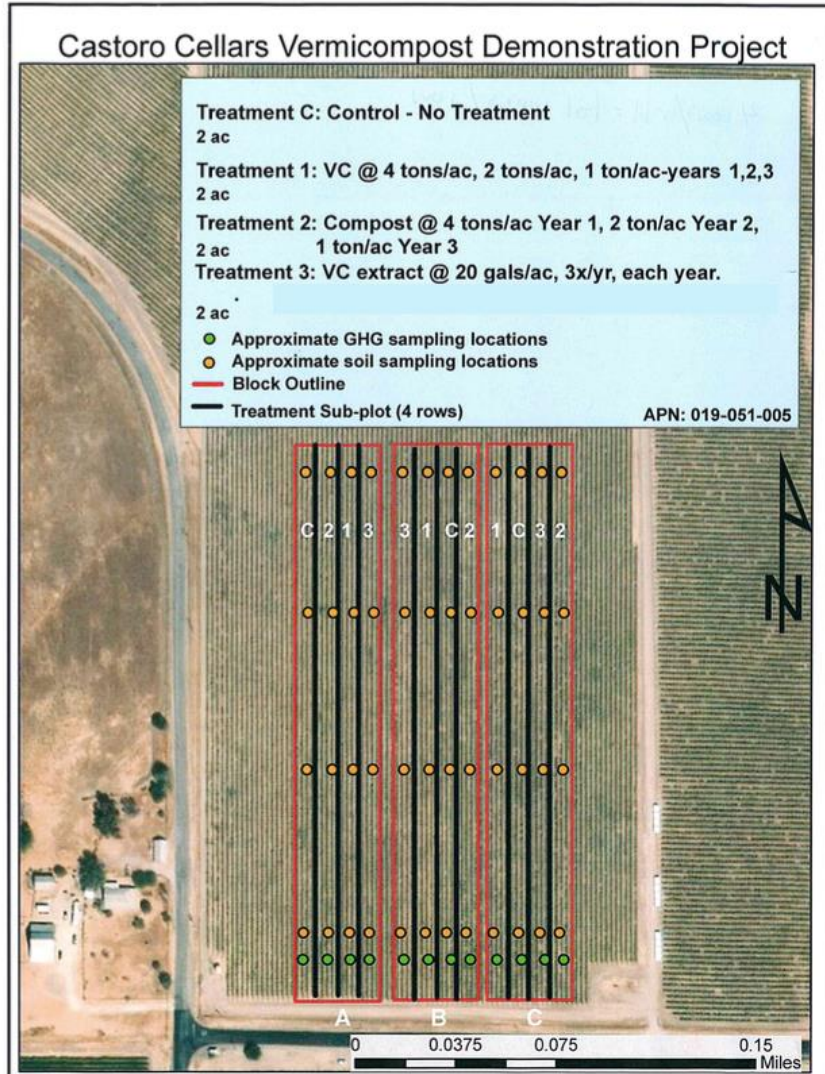 Castoro Cellars Vermicompost Demonstration Project
Treatment C: Control - No Treatment
2 ac
Treatment 1: VC @ 4 tons/ac, 2 tons/ac, 1 ton/ac-years 1,2,3
2 ac
Treatment 2: Compost @ 4 tons/ac Year 1, 2 ton/ac Year 2,
2 ac 1 ton/ac Year 3
Treatment 3: VC extract @ 20 gals/ac, 3x/yr, each year.
2 ac
Approximate GHG sampling locations
Approximate soil sampling locations
Block Outline
Treatment Sub-plot (4 rows) APN: 019-051-005
C 2 1 3 3 1 C 2 1 C 3 2
N
A B C
0 0.0375 0.075 0.15
Miles